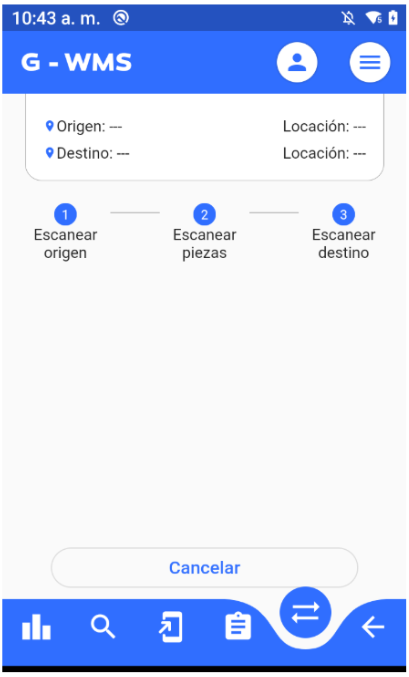 10:43 a. m.
G - WMS
Origen: --- Locación: ---
Destino: --- Locación: ---
1 2 3
Escanear origen
Escanear piezas
Escanear destino
Cancelar